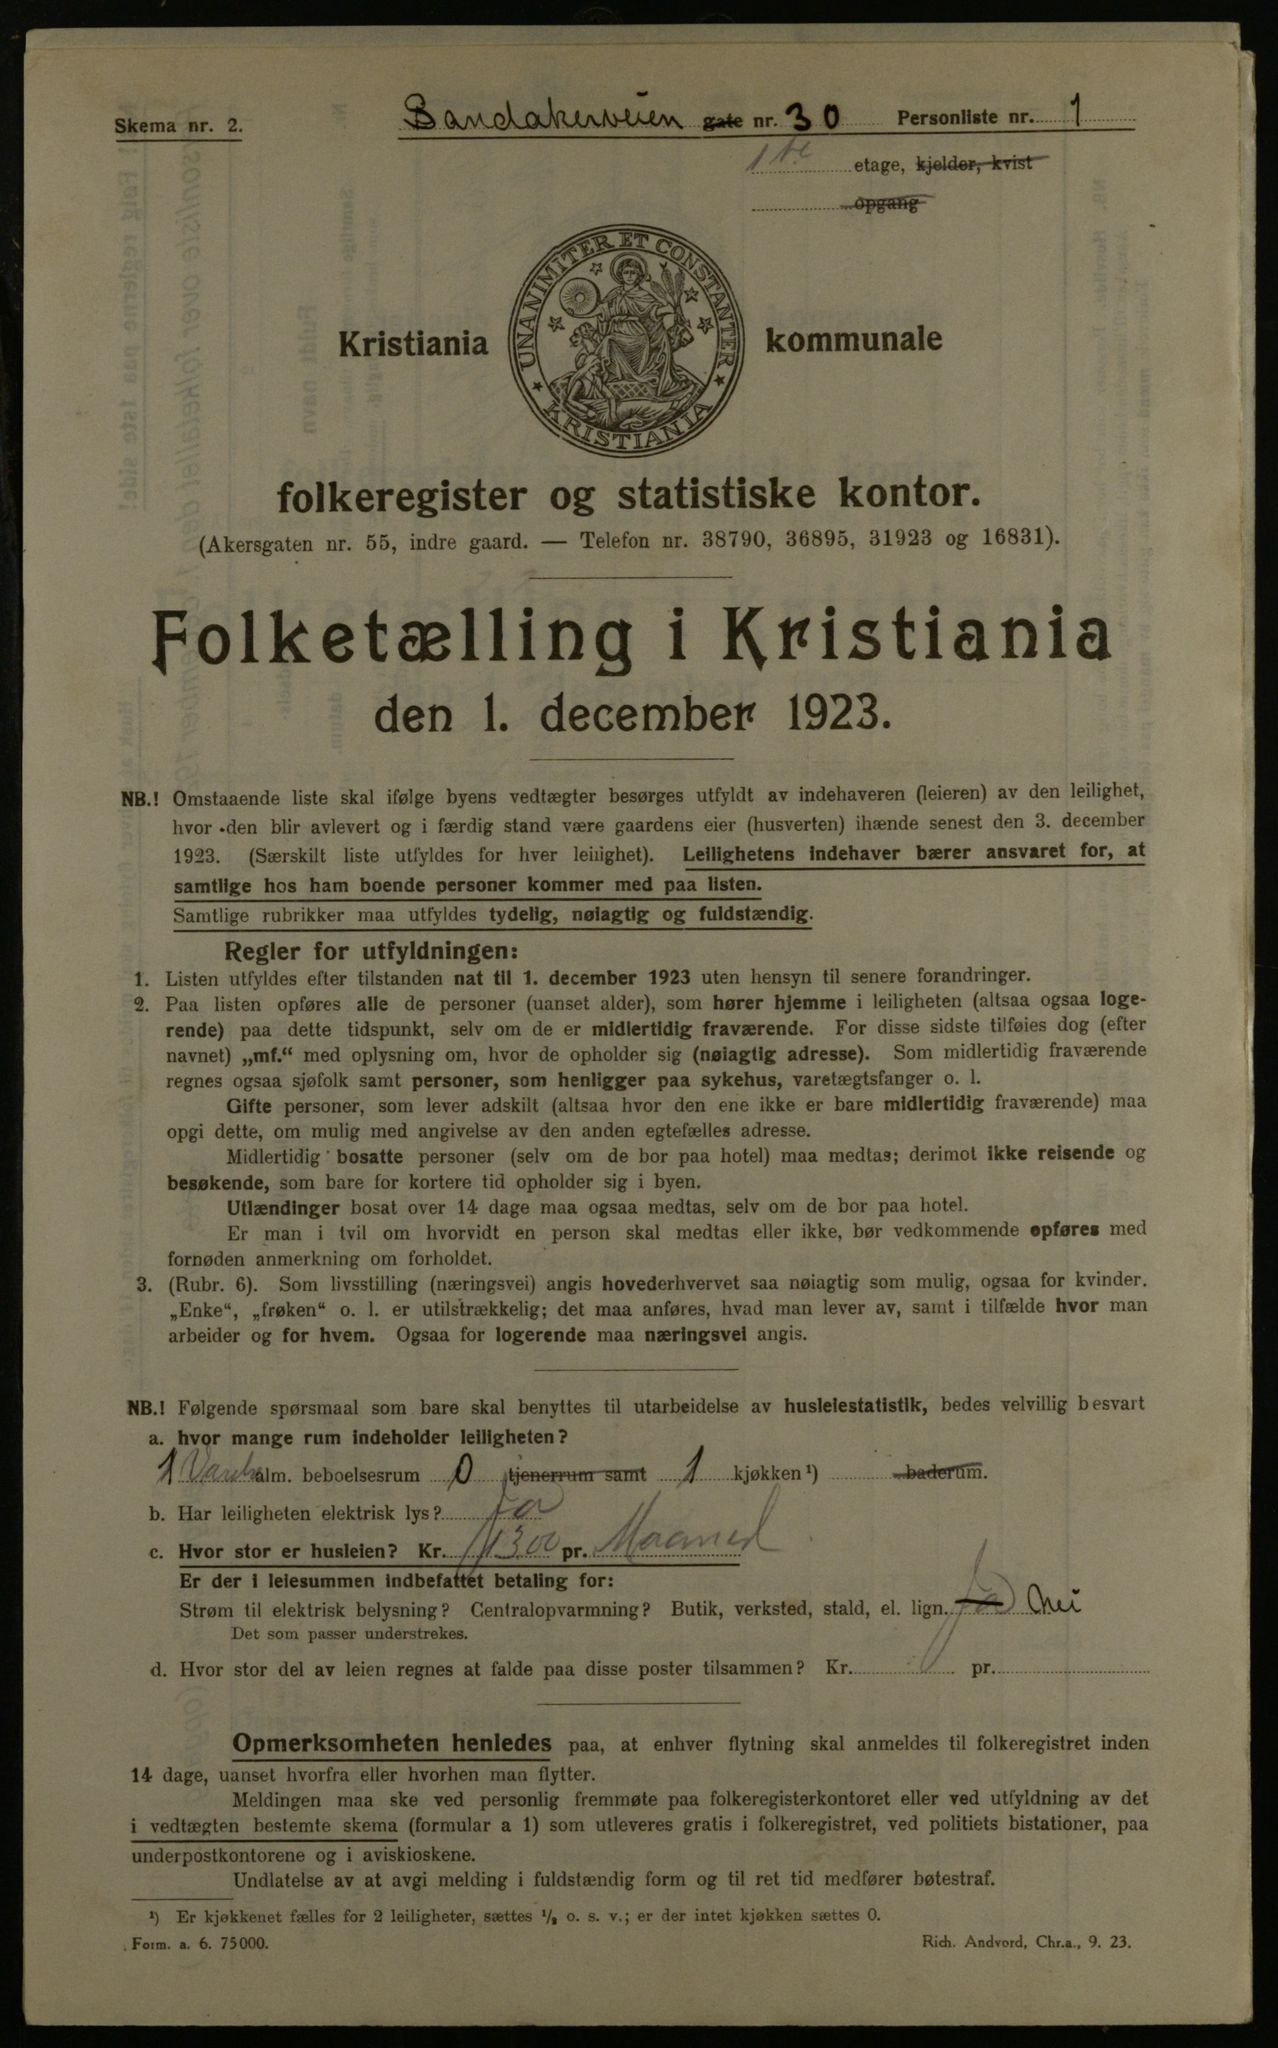 Skema nr. 2.
Sandakerveien gate nr. 30 Personliste nr. 1
1ste etage, kjelder, kvist
opgang
UNANIMITER ET CONSTANTER
KRISTIANIA
Kristiania kommunale
folkeregister og statistiske kontor.
(Akersgaten nr. 55, indre gaard. — Telefon nr. 38790, 36895, 31923 og 16831).
Folketælling i Kristiania
den 1. december 1923.
NB.! Omstaaende liste skal ifølge byens vedtægter besørges utfyldt av indehaveren (leieren) av den leilighet,
hvor den blir avlevert og i færdig stand være gaardens eier (husverten) ihænde senest den 3. december
1923. (Særskilt liste utfyldes for hver leilighet). Leilighetens indehaver bærer ansvaret for, at
samtlige hos ham boende personer kommer med paa listen.
Samtlige rubrikker maa utfyldes tydelig, nøiagtig og fuldstændig.
Regler for utfyldningen:
1. Listen utfyldes efter tilstanden nat til 1. december 1923 uten hensyn til senere forandringer.
2. Paa listen opføres alle de personer (uanset alder), som hører hjemme i leiligheten (altsaa ogsaa loge-
rende) paa dette tidspunkt, selv om de er midlertidig fraværende. For disse sidste tilføies dog (efter
navnet) „mf.“ med oplysning om, hvor de opholder sig (nøiagtig adresse). Som midlertidig fraværende
regnes ogsaa sjøfolk samt personer, som henligger paa sykehus, varetægtsfanger o. l.
Gifte personer, som lever adskilt (altsaa hvor den ene ikke er bare midlertidig fraværende) maa
opgi dette, om mulig med angivelse av den anden egtefælles adresse.
Midlertidig bosatte personer (selv om de bor paa hotel) maa medtas; derimot ikke reisende og
besøkende, som bare for kortere tid opholder sig i byen.
Utlændinger bosat over 14 dage maa ogsaa medtas, selv om de bor paa hotel.
Er man i tvil om hvorvidt en person skal medtas eller ikke, bør vedkommende opføres med
fornøden anmerkning om forholdet.
3. (Rubr. 6). Som livsstilling (næringsvei) angis hovederhvervet saa nøiagtig som mulig, ogsaa for kvinder.
„Enke“, „frøken“ o. l. er utilstrækkelig; det maa anføres, hvad man lever av, samt i tilfælde hvor man
arbeider og for hvem. Ogsaa for logerende maa næringsvei angis.
NB.! Følgende spørsmaal som bare skal benyttes til utarbeidelse av husleiestatistik, bedes velvillig besvart
a. hvor mange rum indeholder leiligheten?
1 alm. beboelsesrum 0 tjenerrum samt 1 kjøkken ¹) baderum.
b. Har leiligheten elektrisk lys? Ja
c. Hvor stor er husleien? Kr. 1300 pr. Maaned
Er der i leiesummen indbefattet betaling for:
Strøm til elektrisk belysning? Centralopvarmning? Butik, verksted, stald, el. lign. Ja Nei
Det som passer understrekes.
d. Hvor stor del av leien regnes at falde paa disse poster tilsammen? Kr. pr.
Opmerksomheten henledes paa, at enhver flytning skal anmeldes til folkeregistret inden
14 dage, uanset hvorfra eller hvorhen man flytter.
Meldingen maa ske ved personlig fremmøte paa folkeregisterkontoret eller ved utfyldning av det
i vedtægten bestemte skema (formular a 1) som utleveres gratis i folkeregistret, ved politiets bistationer, paa
underpostkontorene og i aviskioskene.
Undlatelse av at avgi melding i fuldstændig form og til ret tid medfører bøtestraf.
¹) Er kjøkkenet fælles for 2 leiligheter, sættes ½ o. s. v.; er der intet kjøkken sættes 0.
Form. a. 6. 75000.
Rich. Andvord, Chr.a., 9. 23.